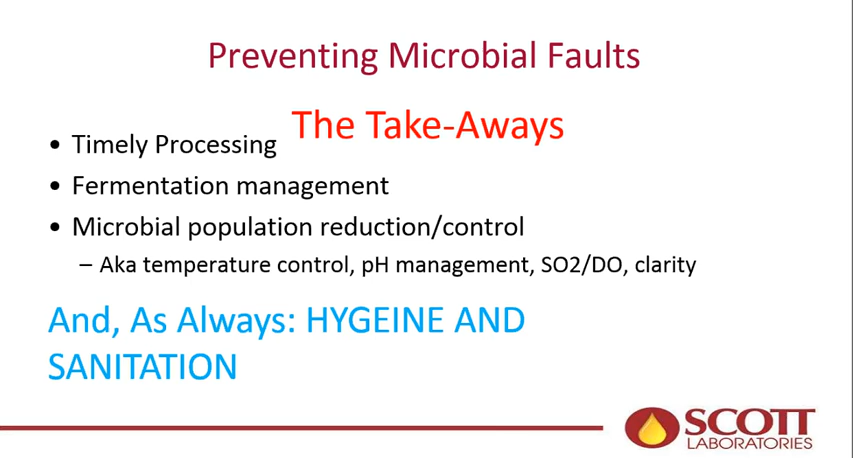 Preventing Microbial Faults
The Take-Aways
• Timely Processing
• Fermentation management
• Microbial population reduction/control
– Aka temperature control, pH management, SO2/DO, clarity
And, As Always: HYGEINE AND
SANITATION
SCOTT
LABORATORIES